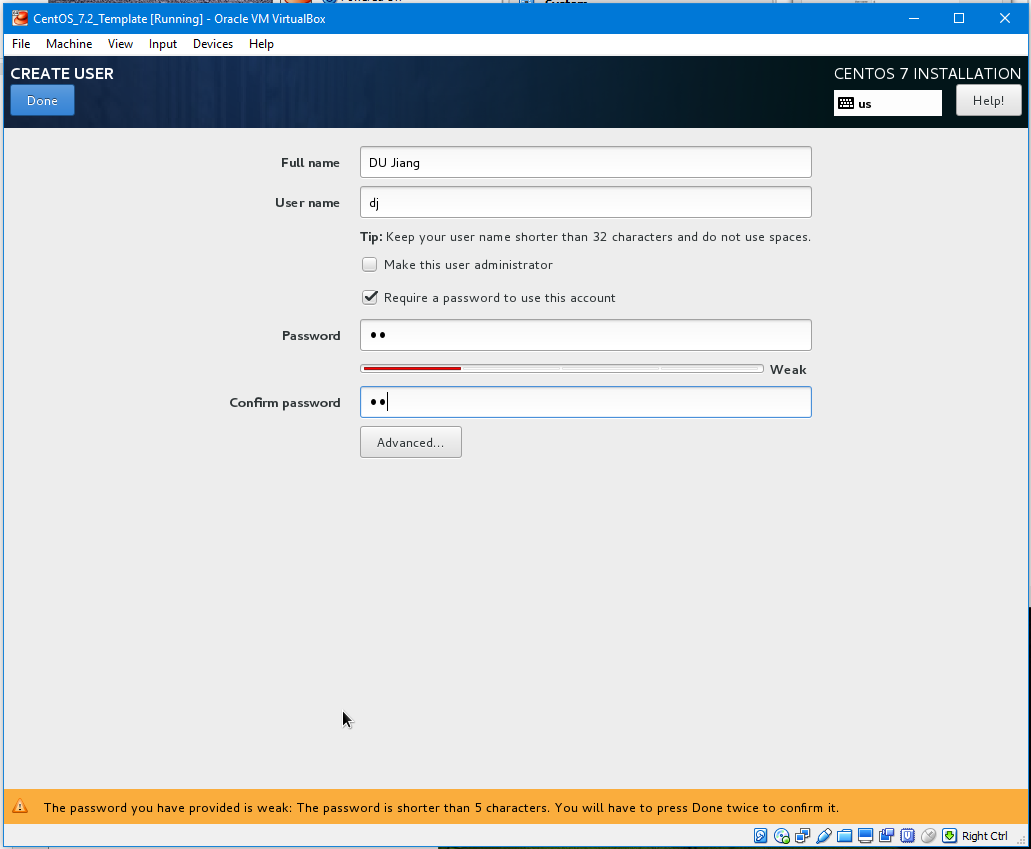 CentOS_7.2_Template [Running] - Oracle VM VirtualBox
File Machine View Input Devices Help
CREATE USER
CENTOS 7 INSTALLATION
Done
us
Help!
Full name
DU Jiang
User name
dj
Tip: Keep your user name shorter than 32 characters and do not use spaces.
Make this user administrator
Require a password to use this account
Password
••
Weak
Confirm password
••
Advanced...
The password you have provided is weak: The password is shorter than 5 characters. You will have to press Done twice to confirm it.
Right Ctrl